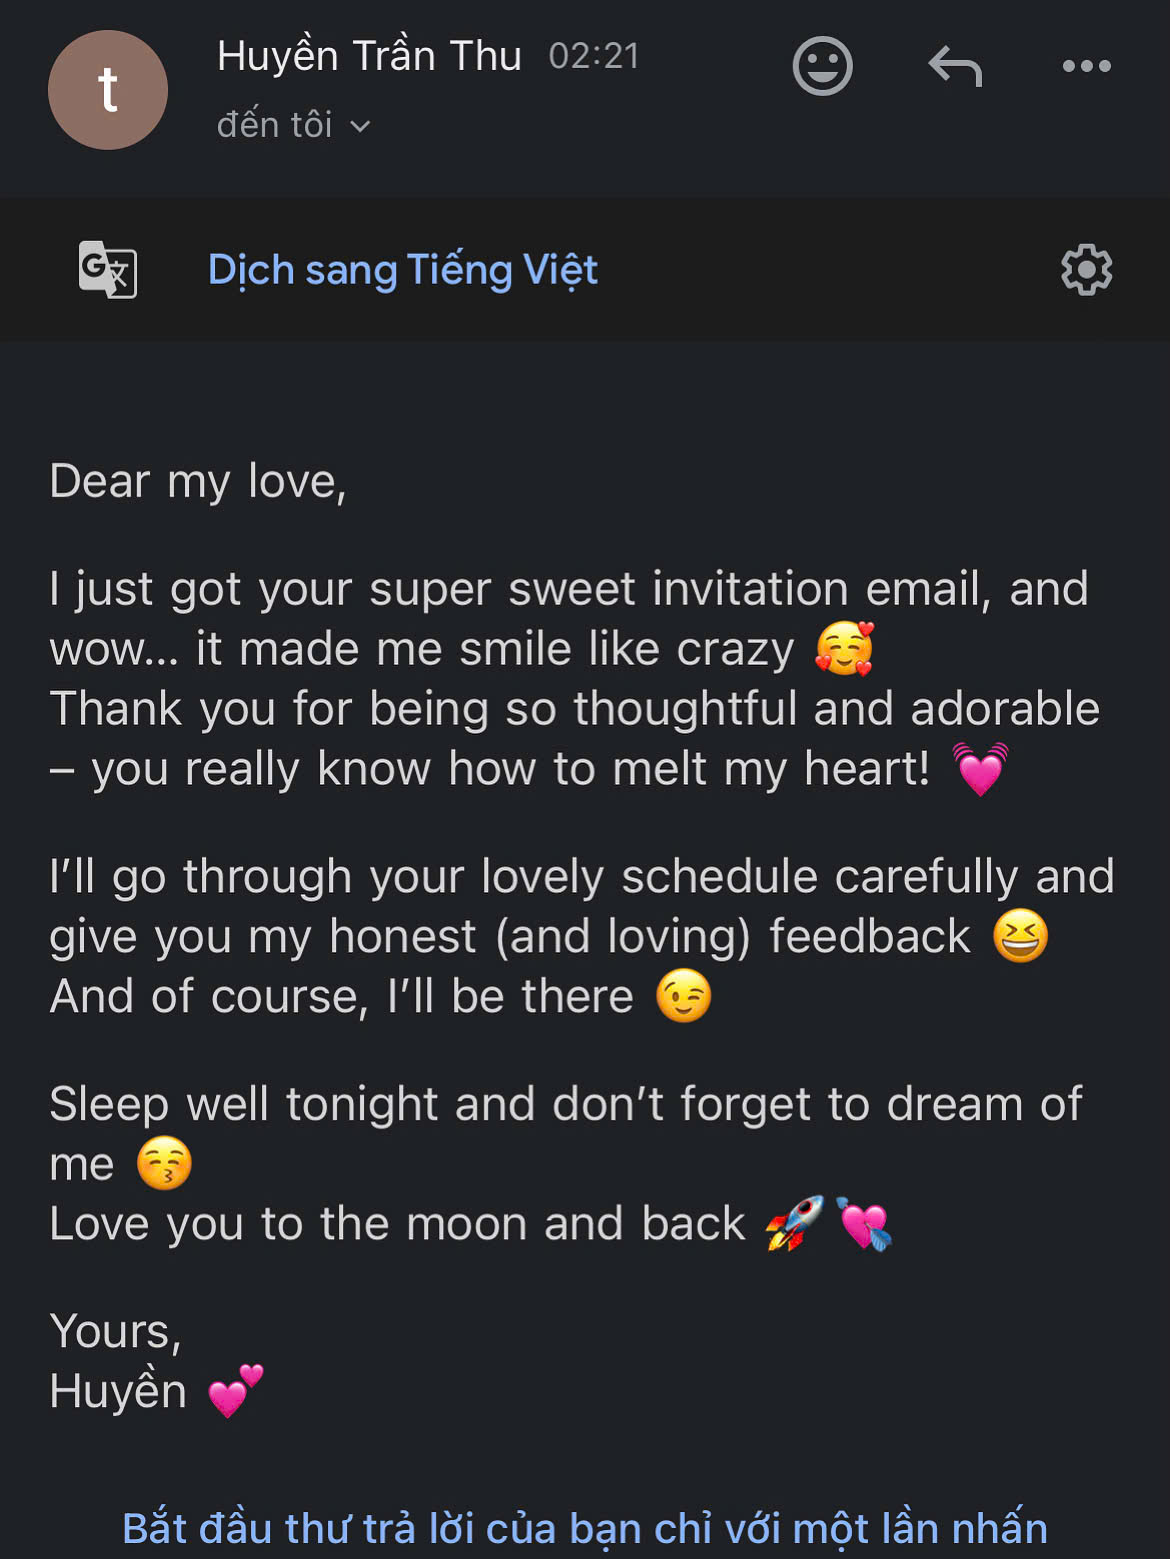 t
Huyền Trần Thu 02:21
đến tôi
G文
Dịch sang Tiếng Việt
Dear my love,
I just got your super sweet invitation email, and
wow... it made me smile like crazy 🥰
Thank you for being so thoughtful and adorable
– you really know how to melt my heart! 💓
I’ll go through your lovely schedule carefully and
give you my honest (and loving) feedback 😆
And of course, I’ll be there 😉
Sleep well tonight and don’t forget to dream of
me 😚
Love you to the moon and back 🚀💘
Yours,
Huyền 💕
Bắt đầu thư trả lời của bạn chỉ với một lần nhấn